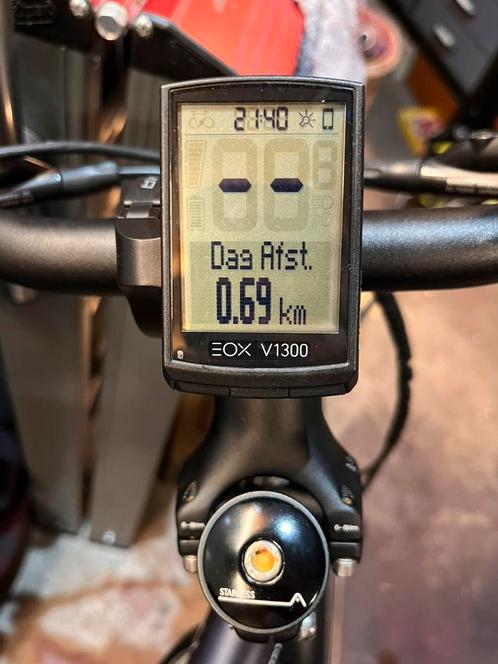 21:40
--
Dag Afst.
0.69 km
EOX V1300
STAINLESS